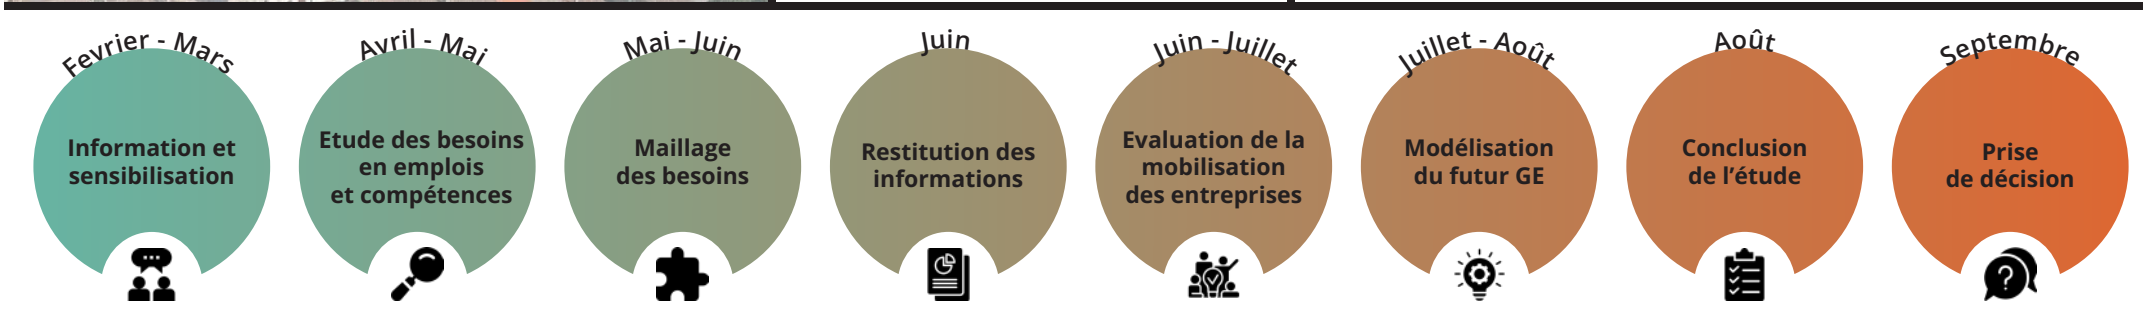 Fevrier - Mars
Information et
sensibilisation
Avril - Mai
Etude des besoins
en emplois
et compétences
Mai - Juin
Maillage
des besoins
Juin
Restitution des
informations
Juin - Juillet
Evaluation de la
mobilisation
des entreprises
Juillet - Août
Modélisation
du futur GE
Août
Conclusion
de l’étude
Septembre
Prise
de décision
?